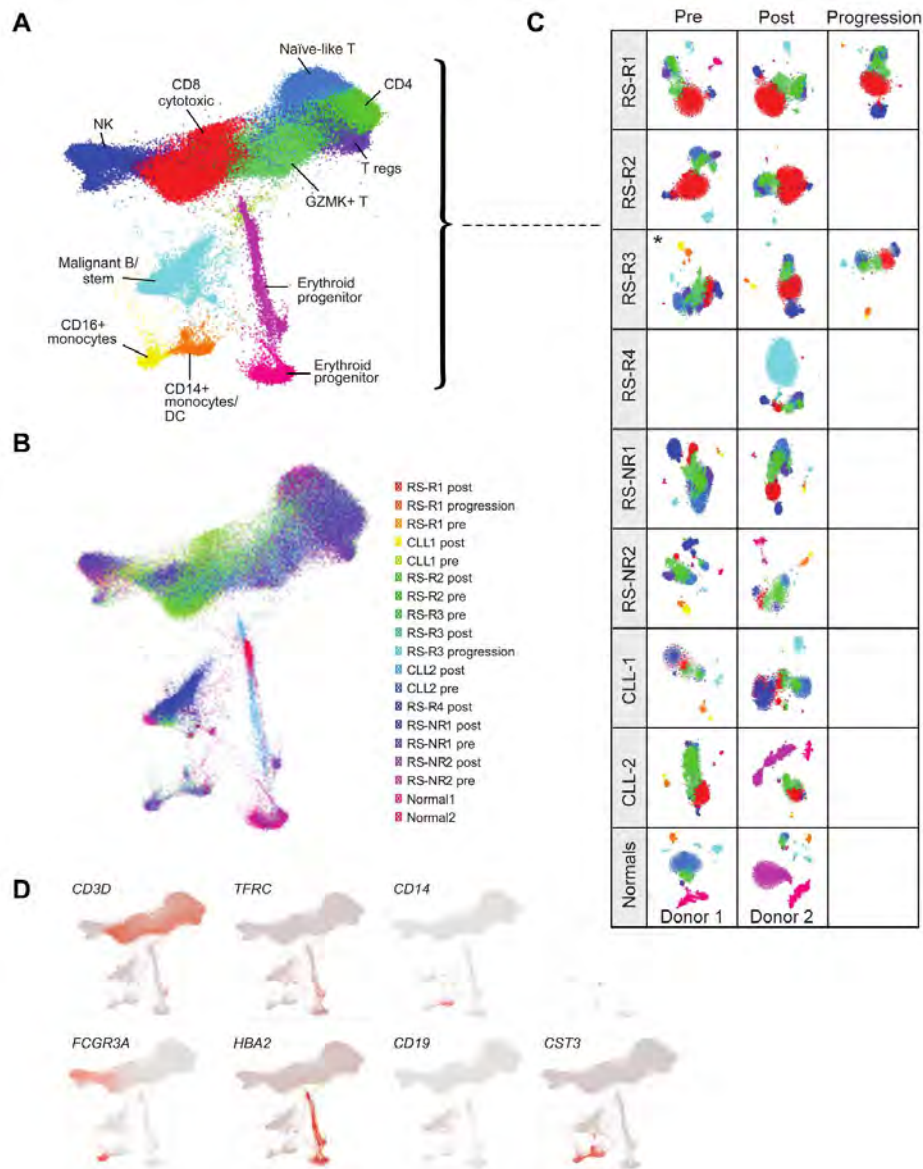 A
Naïve-like T
CD8
cytotoxic
CD4
NK
T regs
GZMK+ T
Malignant B/
stem
Erythroid
progenitor
CD16+
monocytes
Erythroid
progenitor
CD14+
monocytes/
DC
B
RS-R1 post
RS-R1 progression
RS-R1 pre
CLL1 post
CLL1 pre
RS-R2 post
RS-R2 pre
RS-R3 pre
RS-R3 post
RS-R3 progression
CLL2 post
CLL2 pre
RS-R4 post
RS-NR1 post
RS-NR1 pre
RS-NR2 post
RS-NR2 pre
Normal1
Normal2
C
Pre Post Progression
RS-R1
RS-R2
RS-R3
*
RS-R4
RS-NR1
RS-NR2
CLL-1
CLL-2
Normals
Donor 1 Donor 2
D
CD3D TFRC CD14
FCGR3A HBA2 CD19 CST3